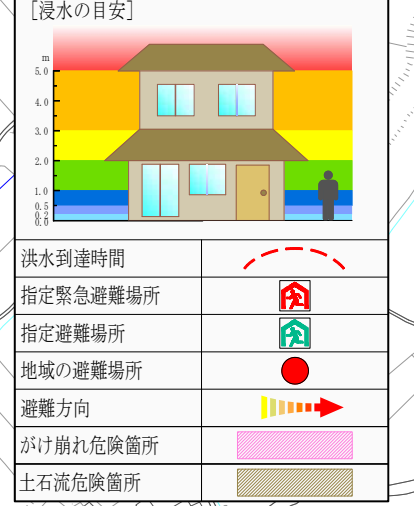 [浸水の目安]
m
5.0
4.0
3.0
2.0
1.0
0.5
0.2
0.0
洪水到達時間
指定緊急避難場所
指定避難場所
地域の避難場所
避難方向
がけ崩れ危険箇所
土石流危険箇所